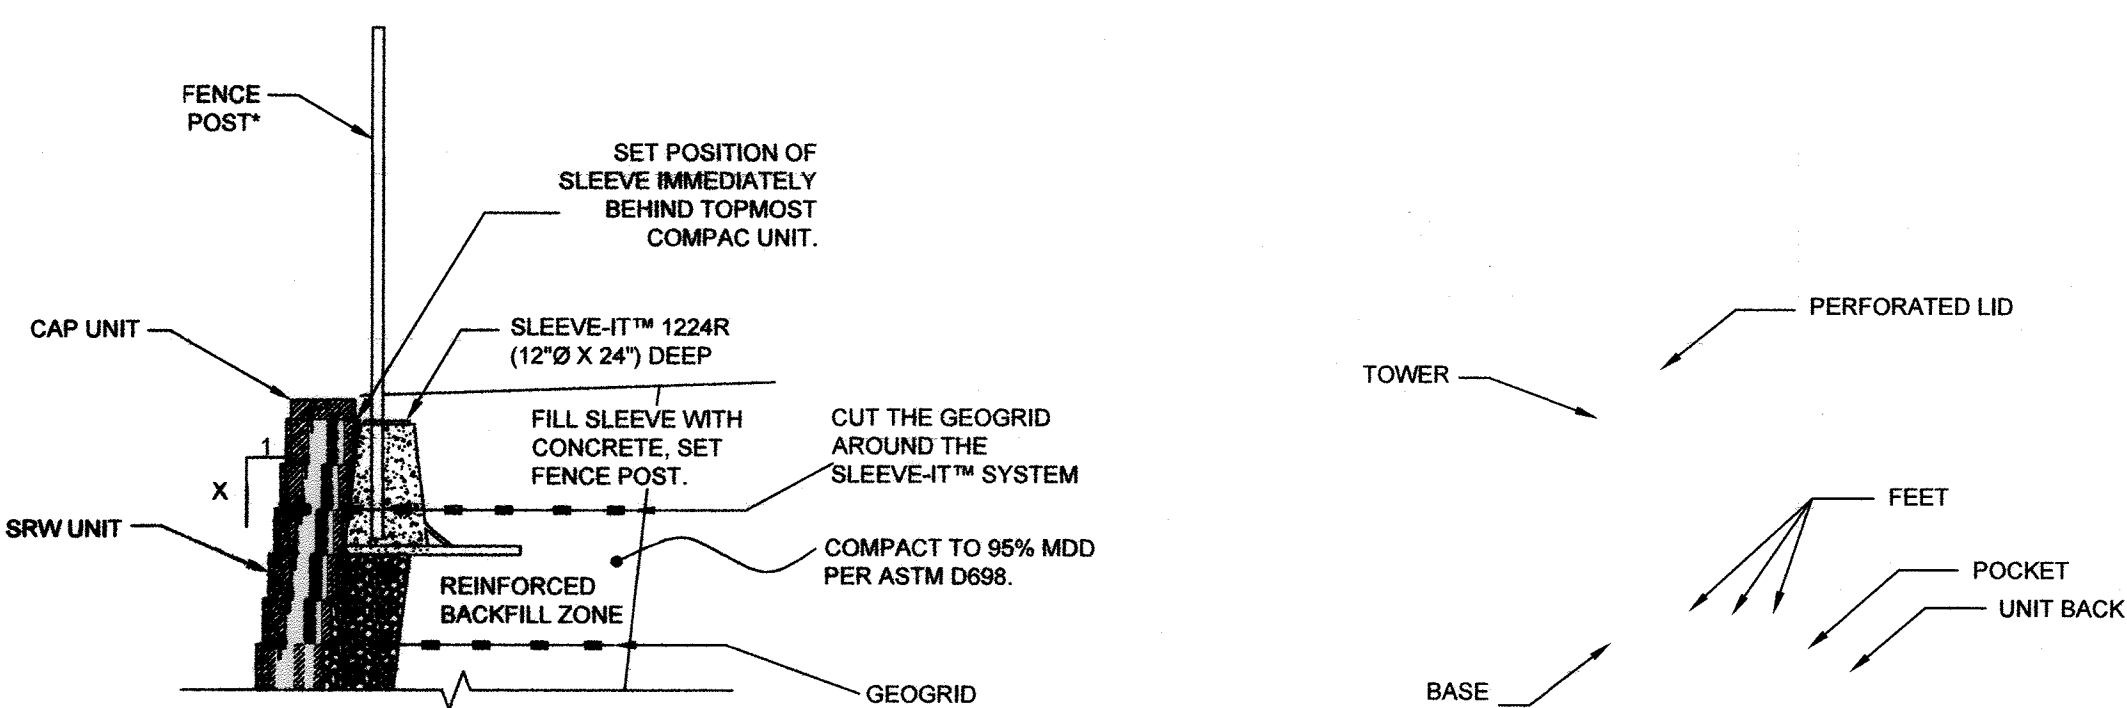 FENCE
POST*
SET POSITION OF
SLEEVE IMMEDIATELY
BEHIND TOPMOST
COMPAC UNIT.
CAP UNIT
SLEEVE-IT™ 1224R
(12"Ø X 24") DEEP
FILL SLEEVE WITH
CONCRETE, SET
FENCE POST.
CUT THE GEOGRID
AROUND THE
SLEEVE-IT™ SYSTEM
1
X
SRW UNIT
COMPACT TO 95% MDD
PER ASTM D698.
REINFORCED
BACKFILL ZONE
GEOGRID
PERFORATED LID
TOWER
FEET
POCKET
UNIT BACK
BASE